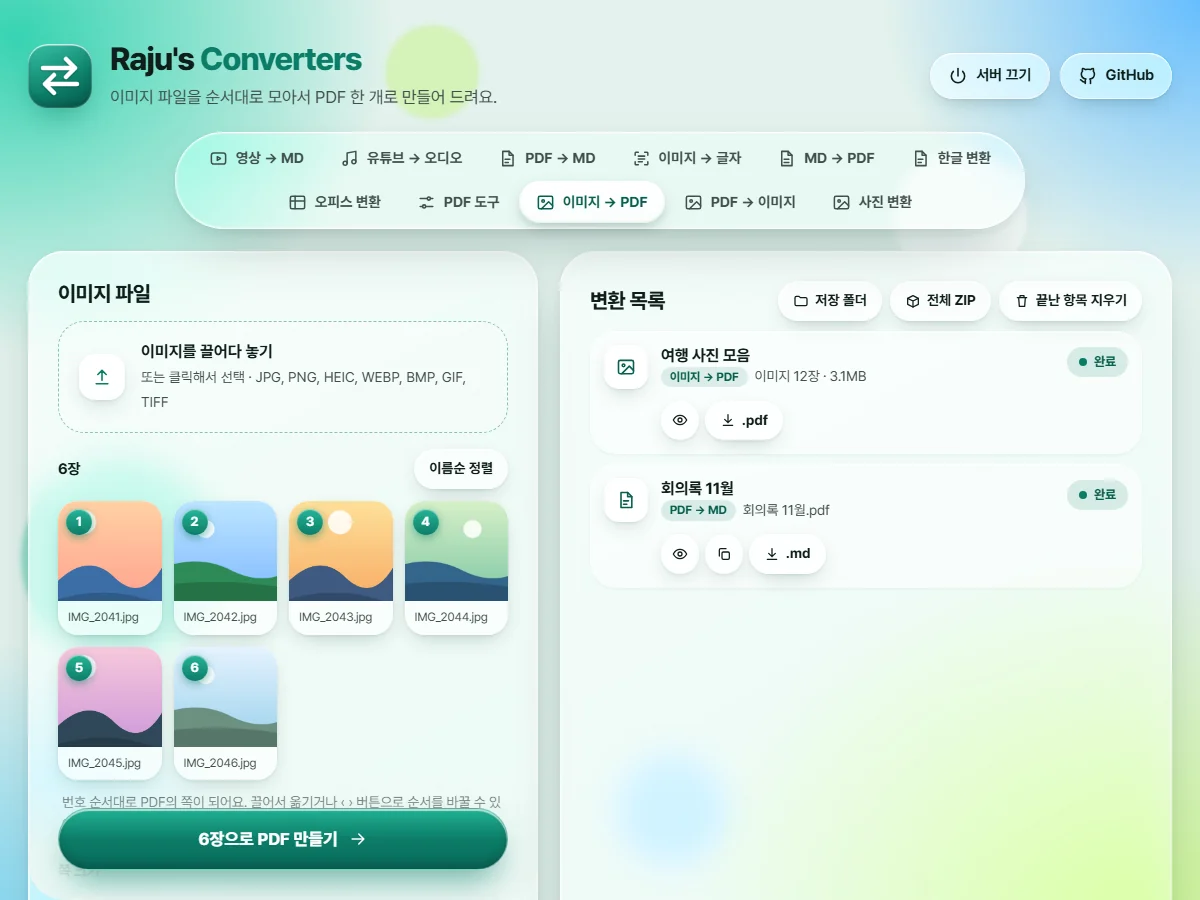 Raju's Converters
이미지 파일을 순서대로 모아서 PDF 한 개로 만들어 드려요.
서버 끄기
GitHub
영상 → MD
유튜브 → 오디오
PDF → MD
이미지 → 글자
MD → PDF
한글 변환
오피스 변환
PDF 도구
이미지 → PDF
PDF → 이미지
사진 변환
이미지 파일
이미지를 끌어다 놓기
또는 클릭해서 선택 · JPG, PNG, HEIC, WEBP, BMP, GIF,
TIFF
6장
이름순 정렬
1
2
3
4
IMG_2041.jpg
IMG_2042.jpg
IMG_2043.jpg
IMG_2044.jpg
5
6
IMG_2045.jpg
IMG_2046.jpg
번호 순서대로 PDF의 쪽이 되어요. 끌어서 옮기거나 ‹ › 버튼으로 순서를 바꿀 수 있
6장으로 PDF 만들기 →
변환 목록
저장 폴더
전체 ZIP
끝난 항목 지우기
여행 사진 모음
완료
이미지 → PDF
이미지 12장 · 3.1MB
.pdf
회의록 11월
완료
PDF → MD
회의록 11월.pdf
.md